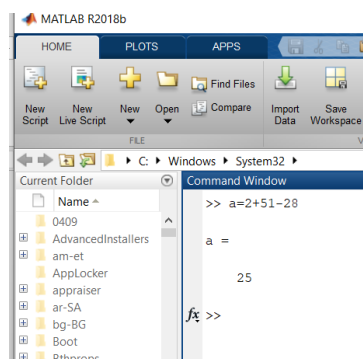 MATLAB R2018b
HOME PLOTS APPS
New Script
New Live Script
New
Open
Find Files
Compare
Import Data
Save Workspace
FILE
C: Windows System32
Current Folder
Name
0409
AdvancedInstallers
am-et
AppLocker
appraiser
ar-SA
bg-BG
Boot
Bthprops
Command Window
>> a=2+51-28
a =
25
fx >>